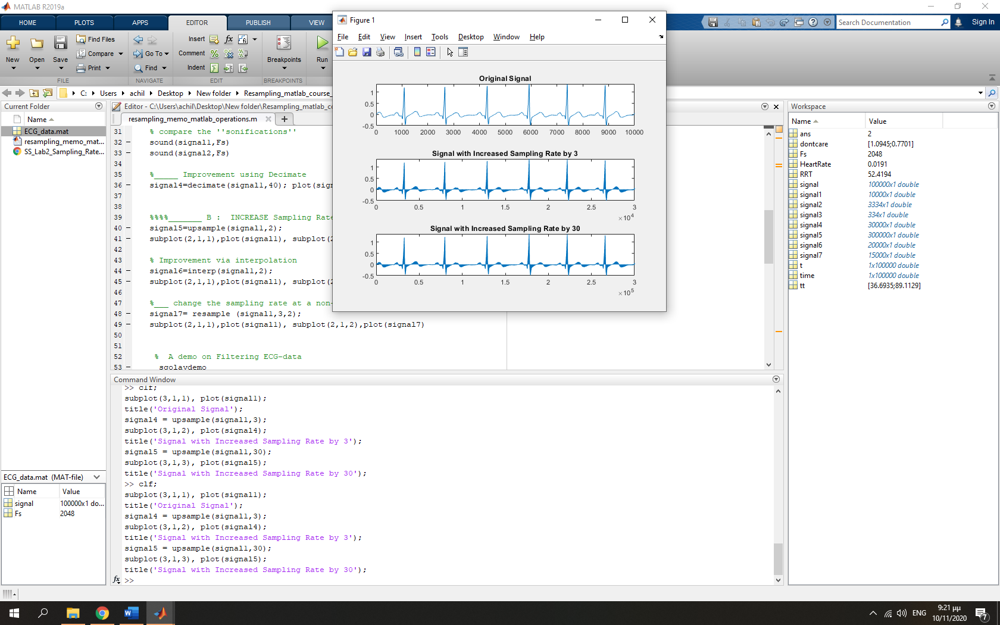 MATLAB R2019a
HOME PLOTS APPS EDITOR PUBLISH VIEW
Search Documentation Sign In
New Open Save
Find Files
Compare
Print
FILE
Go To
Find
NAVIGATE
Insert
Comment
Indent
EDIT
Breakpoints
BREAKPOINTS
Run
C: Users achil Desktop New folder Resampling_matlab_course_
Current Folder
Name
ECG_data.mat
resampling_memo_mat...
SS_Lab2_Sampling_Rate...
ECG_data.mat (MAT-file)
Name Value
signal 100000x1 do...
Fs 2048
Editor - C:\Users\achil\Desktop\New folder\Resampling_matlab_co
resampling_memo_matlab_operations.m
31 % compare the ''sonifications''
32 sound(signal1,Fs)
33 sound(signal2,Fs)
34
35 %_____ Improvement using Decimate
36 signal4=decimate(signal1,40); plot(sign
37
38
39 %%%%_______ B : INCREASE Sampling Rate
40 signal5=upsample(signal1,2);
41 subplot(2,1,1),plot(signal1), subplot(2
42
43 % Improvement via interpolation
44 signal6=interp(signal1,2);
45 subplot(2,1,1),plot(signal1), subplot(2
46
47 %___ change the sampling rate at a non-
48 signal7= resample (signal1,3,2);
49 subplot(2,1,1),plot(signal1), subplot(2,1,2),plot(signal7)
50
51
52 % A demo on Filtering ECG-data
53 sgolaydemo
Figure 1
File Edit View Insert Tools Desktop Window Help
Original Signal
1
0.5
0
-0.5
0 1000 2000 3000 4000 5000 6000 7000 8000 9000 10000
Signal with Increased Sampling Rate by 3
1
0.5
0
-0.5
0 0.5 1 1.5 2 2.5 3
×10^4
Signal with Increased Sampling Rate by 30
1
0.5
0
-0.5
0 0.5 1 1.5 2 2.5 3
×10^5
Command Window
>> clf;
subplot(3,1,1), plot(signal1);
title('Original Signal');
signal4 = upsample(signal1,3);
subplot(3,1,2), plot(signal4);
title('Signal with Increased Sampling Rate by 3');
signal5 = upsample(signal1,30);
subplot(3,1,3), plot(signal5);
title('Signal with Increased Sampling Rate by 30');
>> clf;
subplot(3,1,1), plot(signal1);
title('Original Signal');
signal4 = upsample(signal1,3);
subplot(3,1,2), plot(signal4);
title('Signal with Increased Sampling Rate by 3');
signal5 = upsample(signal1,30);
subplot(3,1,3), plot(signal5);
title('Signal with Increased Sampling Rate by 30');
fx >>
Workspace
Name Value
ans 2
dontcare [1.0945;0.7701]
Fs 2048
HeartRate 0.0191
RRT 52.4194
signal 100000x1 double
signal1 10000x1 double
signal2 3334x1 double
signal3 334x1 double
signal4 30000x1 double
signal5 300000x1 double
signal6 20000x1 double
signal7 15000x1 double
t 1x100000 double
time 1x100000 double
tt [36.6935;89.1129]
ENG
9:21 μμ
10/11/2020
7